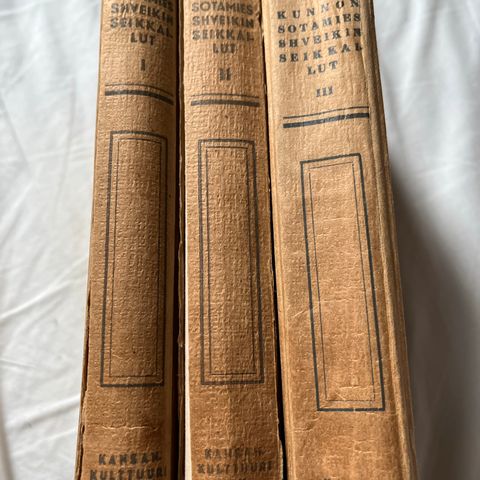 SHVEIKIN
SEIKKAL
LUT
I
SOTAMIES
SHVEIKIN
SEIKKAL
LUT
II
KUNNON
SOTAMIES
SHVEIKIN
SEIKKAL
LUT
III
KANSAN
KULTTUURI
KANSAN
KULTTUURI